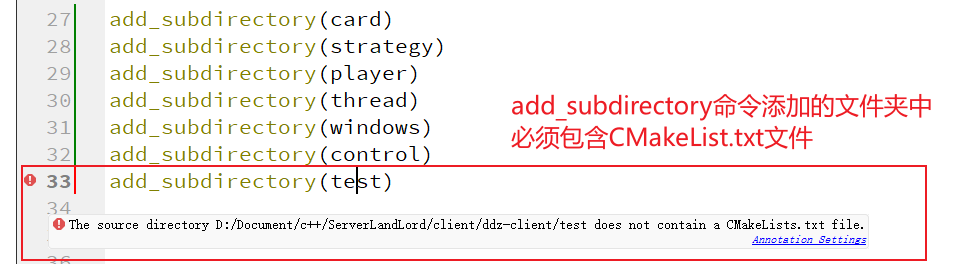 27 add_subdirectory(card)
28 add_subdirectory(strategy)
29 add_subdirectory(player)
30 add_subdirectory(thread)
31 add_subdirectory(windows)
32 add_subdirectory(control)
33 add_subdirectory(test)
add_subdirectory命令添加的文件夹中
必须包含CMakeList.txt文件
34
The source directory D:/Document/c++/ServerLandLord/client/ddz-client/test does not contain a CMakeLists.txt file.
Annotation Settings
36